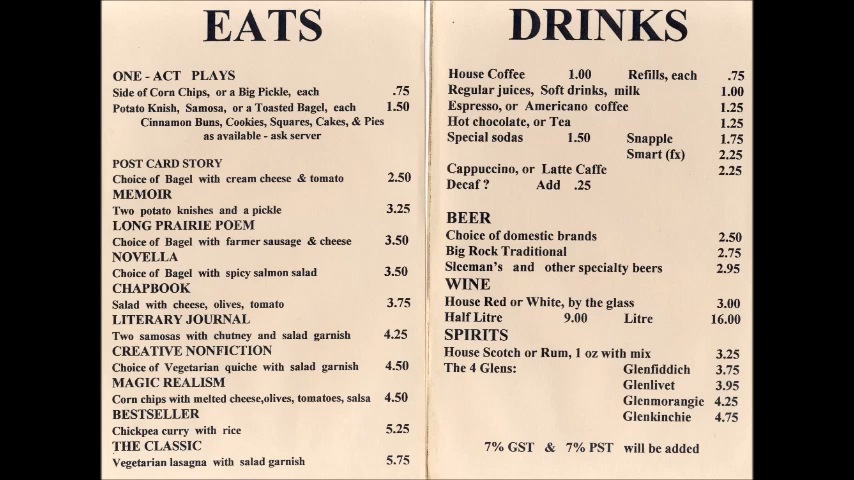 EATS
ONE - ACT PLAYS
Side of Corn Chips, or a Big Pickle, each .75
Potato Knish, Samosa, or a Toasted Bagel, each 1.50
Cinnamon Buns, Cookies, Squares, Cakes, & Pies
as available - ask server
POST CARD STORY
Choice of Bagel with cream cheese & tomato 2.50
MEMOIR
Two potato knishes and a pickle 3.25
LONG PRAIRIE POEM
Choice of Bagel with farmer sausage & cheese 3.50
NOVELLA
Choice of Bagel with spicy salmon salad 3.50
CHAPBOOK
Salad with cheese, olives, tomato 3.75
LITERARY JOURNAL
Two samosas with chutney and salad garnish 4.25
CREATIVE NONFICTION
Choice of Vegetarian quiche with salad garnish 4.50
MAGIC REALISM
Corn chips with melted cheese,olives, tomatoes, salsa 4.50
BESTSELLER
Chickpea curry with rice 5.25
THE CLASSIC
Vegetarian lasagna with salad garnish 5.75
DRINKS
House Coffee 1.00 Refills, each .75
Regular juices, Soft drinks, milk 1.00
Espresso, or Americano coffee 1.25
Hot chocolate, or Tea 1.25
Special sodas 1.50 Snapple 1.75
Smart (fx) 2.25
Cappuccino, or Latte Caffe 2.25
Decaf ? Add .25
BEER
Choice of domestic brands 2.50
Big Rock Traditional 2.75
Sleeman's and other specialty beers 2.95
WINE
House Red or White, by the glass 3.00
Half Litre 9.00 Litre 16.00
SPIRITS
House Scotch or Rum, 1 oz with mix 3.25
The 4 Glens: Glenfiddich 3.75
Glenlivet 3.95
Glenmorangie 4.25
Glenkinchie 4.75
7% GST & 7% PST will be added